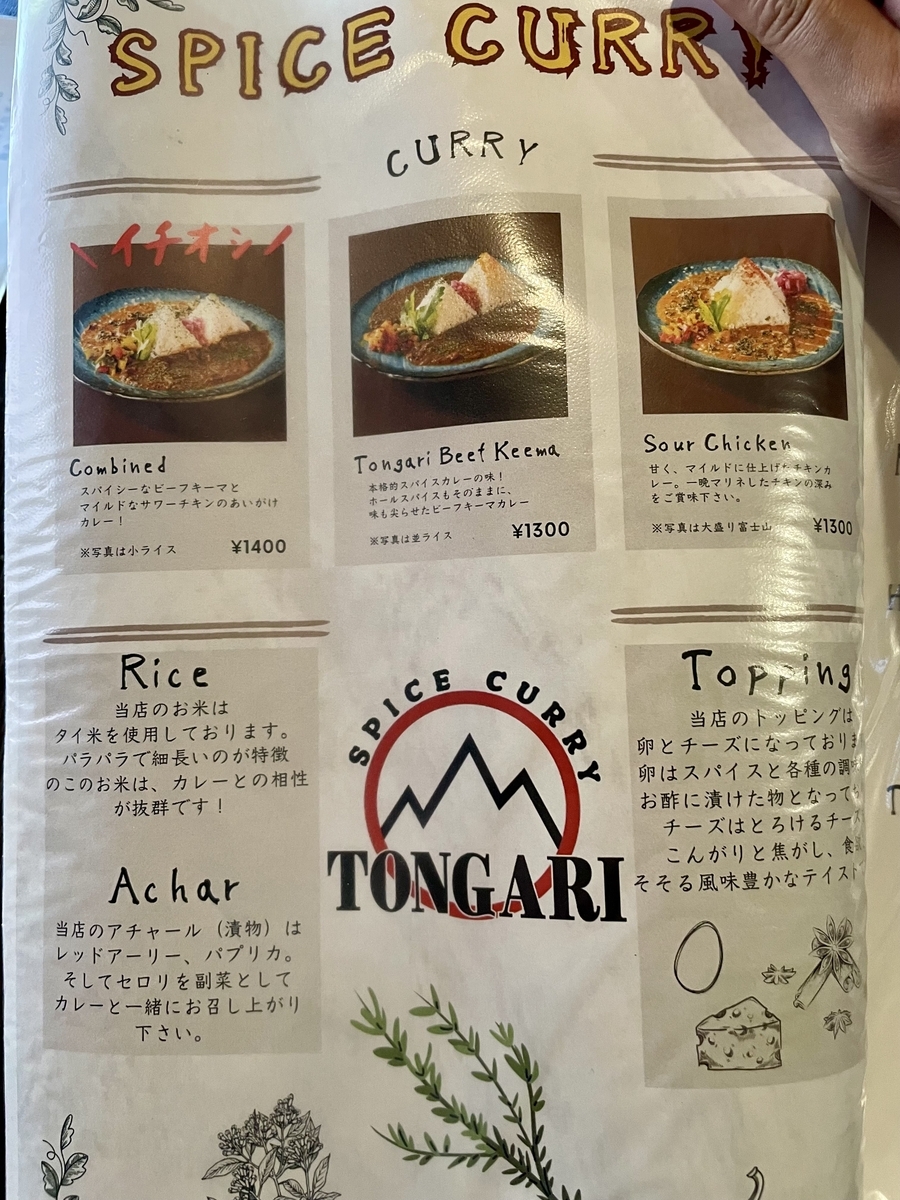 SPICE CURRY
CURRY
\イチオシ/
Combined
スパイシーなビーフキーマと
マイルドなサワーチキンのあいがけ
カレー！
※写真は小ライス
¥1400
Tongari Beef Keema
本格的スパイスカレーの味！
ホールスパイスもそのままに、
味も尖らせたビーフキーマカレー
※写真は並ライス
¥1300
Sour Chicken
甘く、マイルドに仕上げたチキンカ
レー。一晩マリネしたチキンの深み
をご賞味下さい。
※写真は大盛り富士山
¥1300
Rice
当店のお米は
タイ米を使用しております。
パラパラで細長いのが特徴
のこのお米は、カレーとの相性
が抜群です！
Achar
当店のアチャール（漬物）は
レッドアーリー、パプリカ。
そしてセロリを副菜として
カレーと一緒にお召し上がり
下さい。
SPICE CURRY
TONGARI
Topping
当店のトッピングは
卵とチーズになっており
卵はスパイスと各種の調
お酢に漬けた物となって
チーズはとろけるチー
こんがりと焦がし、食
そそる風味豊かなテイスト